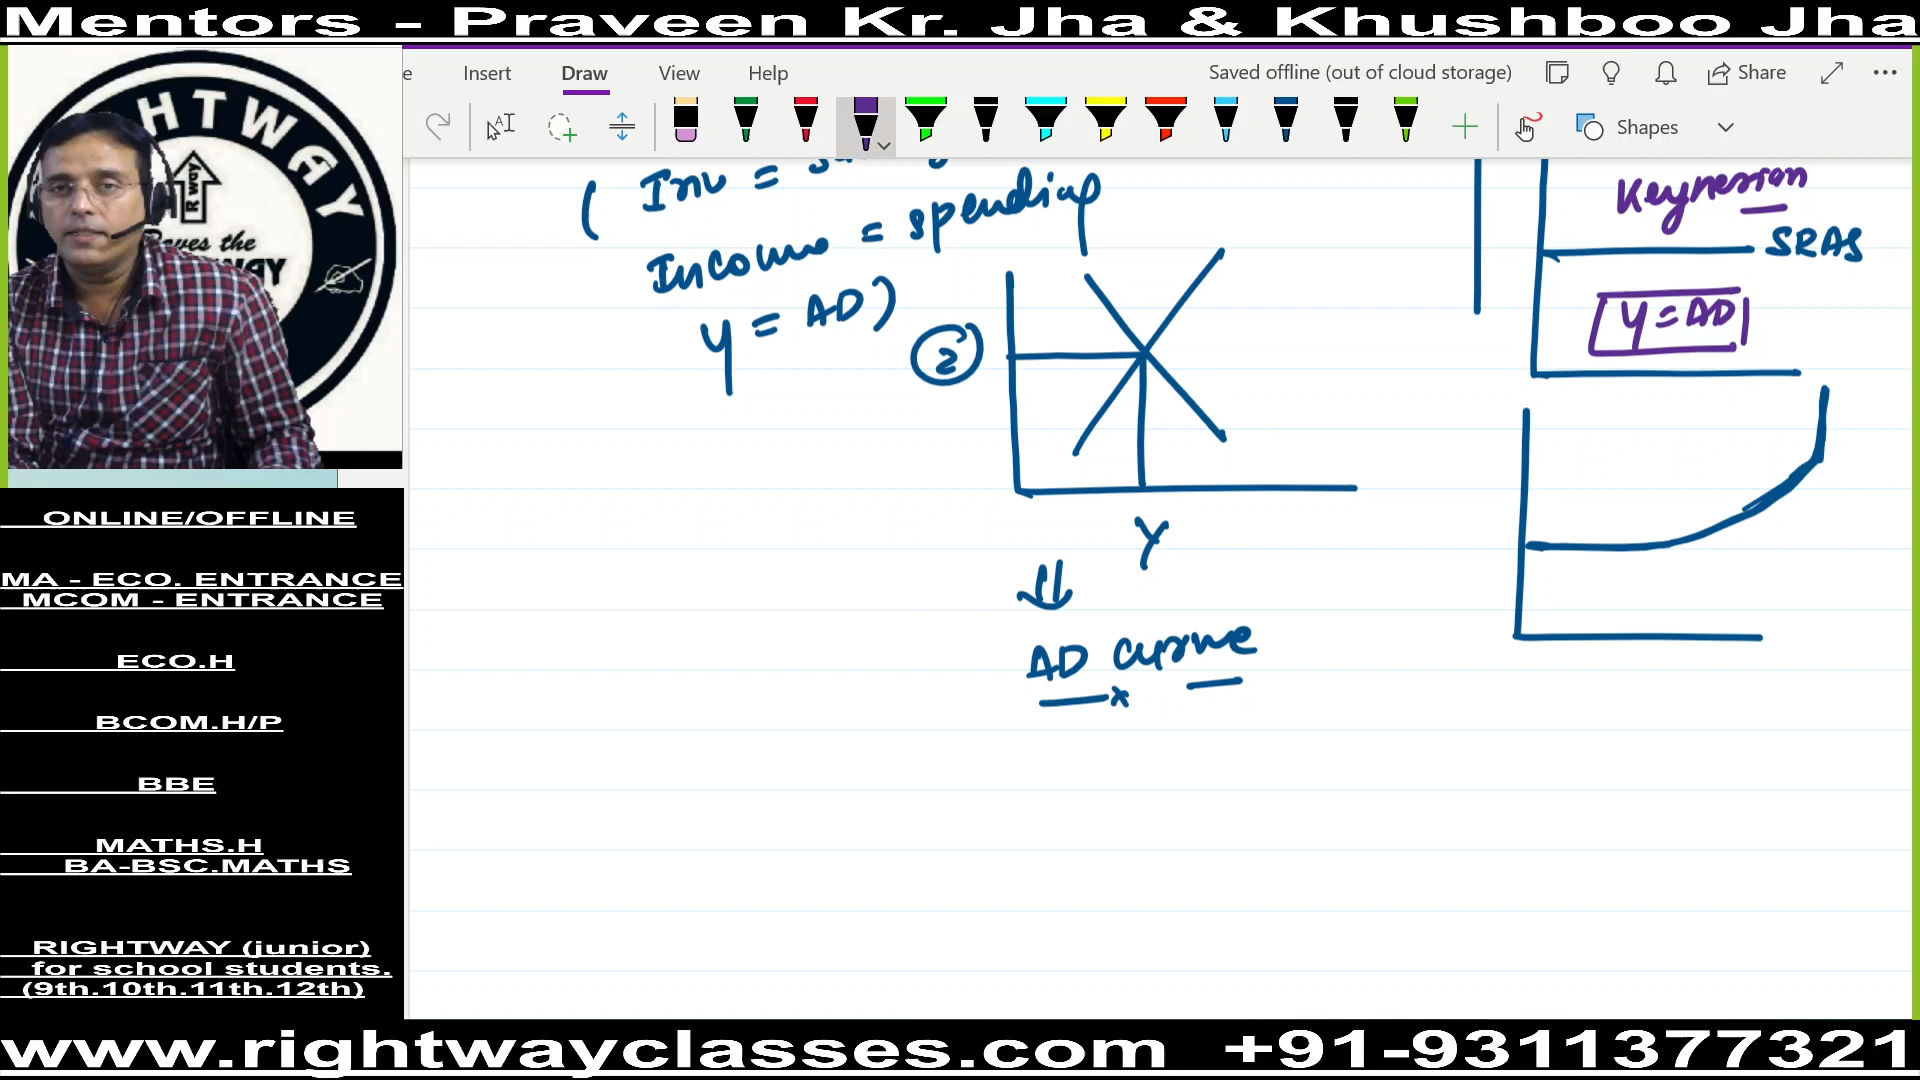 Mentors - Praveen Kr. Jha & Khushboo Jha
e Insert Draw View Help
Saved offline (out of cloud storage) Share
Shapes
RIGHTWAY
R way
( Inv =
Income = spending
Y = AD)
2
Y
AD curve
x
Keynesian
SRAS
Y = AD
ONLINE/OFFLINE
MA - ECO. ENTRANCE
MCOM - ENTRANCE
ECO.H
BCOM.H/P
BBE
MATHS.H
BA-BSC.MATHS
RIGHTWAY (junior)
for school students.
(9th.10th.11th.12th)
www.rightwayclasses.com +91-9311377321